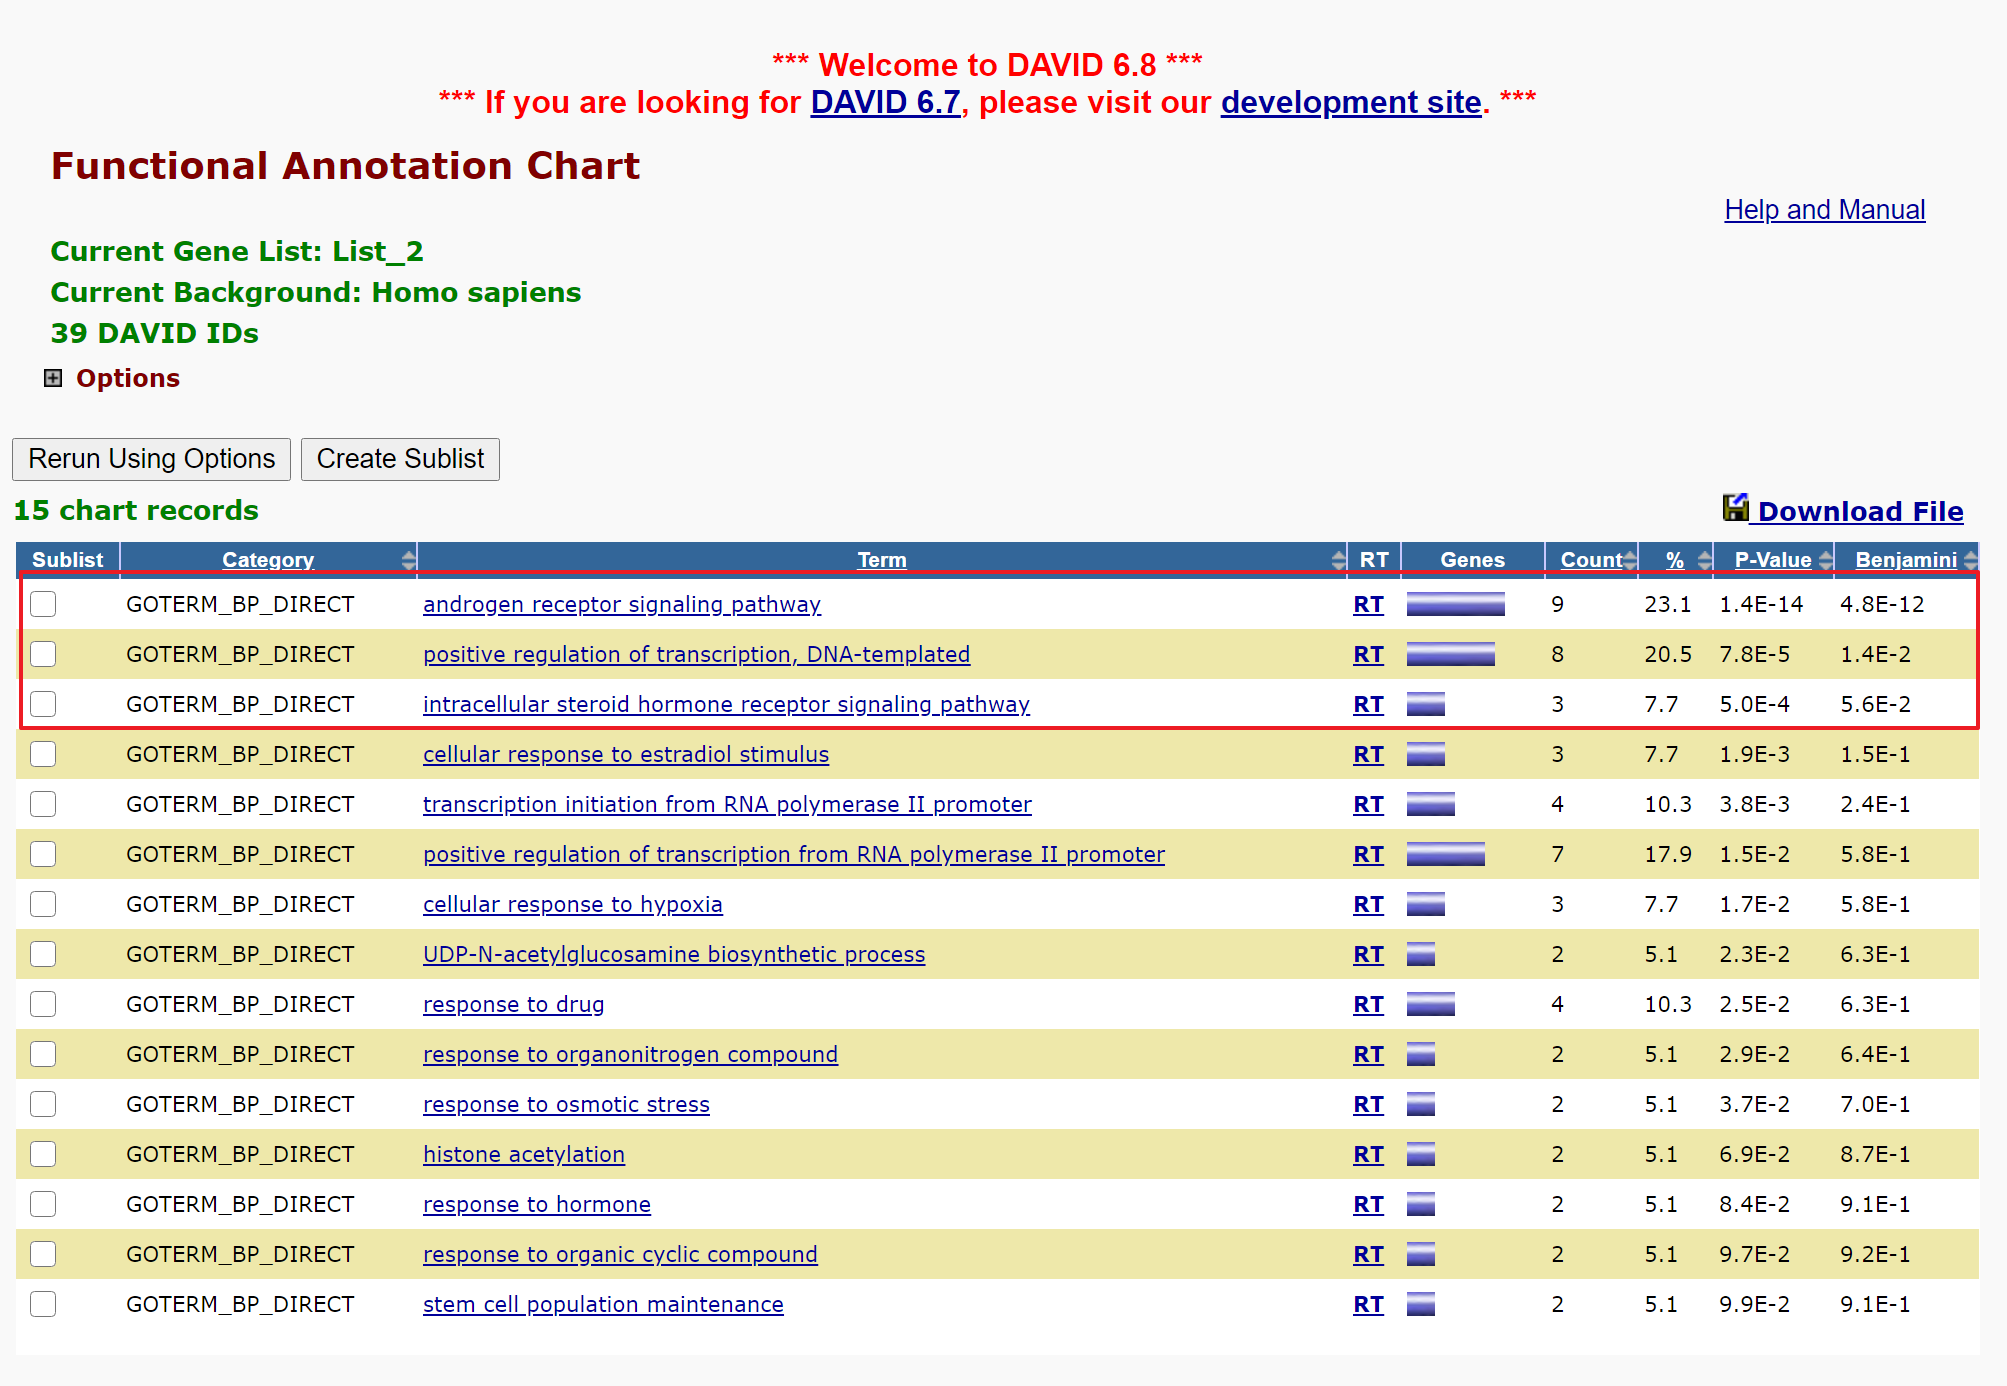 *** Welcome to DAVID 6.8 ***
*** If you are looking for DAVID 6.7, please visit our development site. ***
Functional Annotation Chart
Help and Manual
Current Gene List: List_2
Current Background: Homo sapiens
39 DAVID IDs
Options
Rerun Using Options Create Sublist
15 chart records
Download File
Sublist Category Term RT Genes Count % P-Value Benjamini
GOTERM_BP_DIRECT androgen receptor signaling pathway RT 9 23.1 1.4E-14 4.8E-12
GOTERM_BP_DIRECT positive regulation of transcription, DNA-templated RT 8 20.5 7.8E-5 1.4E-2
GOTERM_BP_DIRECT intracellular steroid hormone receptor signaling pathway RT 3 7.7 5.0E-4 5.6E-2
GOTERM_BP_DIRECT cellular response to estradiol stimulus RT 3 7.7 1.9E-3 1.5E-1
GOTERM_BP_DIRECT transcription initiation from RNA polymerase II promoter RT 4 10.3 3.8E-3 2.4E-1
GOTERM_BP_DIRECT positive regulation of transcription from RNA polymerase II promoter RT 7 17.9 1.5E-2 5.8E-1
GOTERM_BP_DIRECT cellular response to hypoxia RT 3 7.7 1.7E-2 5.8E-1
GOTERM_BP_DIRECT UDP-N-acetylglucosamine biosynthetic process RT 2 5.1 2.3E-2 6.3E-1
GOTERM_BP_DIRECT response to drug RT 4 10.3 2.5E-2 6.3E-1
GOTERM_BP_DIRECT response to organonitrogen compound RT 2 5.1 2.9E-2 6.4E-1
GOTERM_BP_DIRECT response to osmotic stress RT 2 5.1 3.7E-2 7.0E-1
GOTERM_BP_DIRECT histone acetylation RT 2 5.1 6.9E-2 8.7E-1
GOTERM_BP_DIRECT response to hormone RT 2 5.1 8.4E-2 9.1E-1
GOTERM_BP_DIRECT response to organic cyclic compound RT 2 5.1 9.7E-2 9.2E-1
GOTERM_BP_DIRECT stem cell population maintenance RT 2 5.1 9.9E-2 9.1E-1